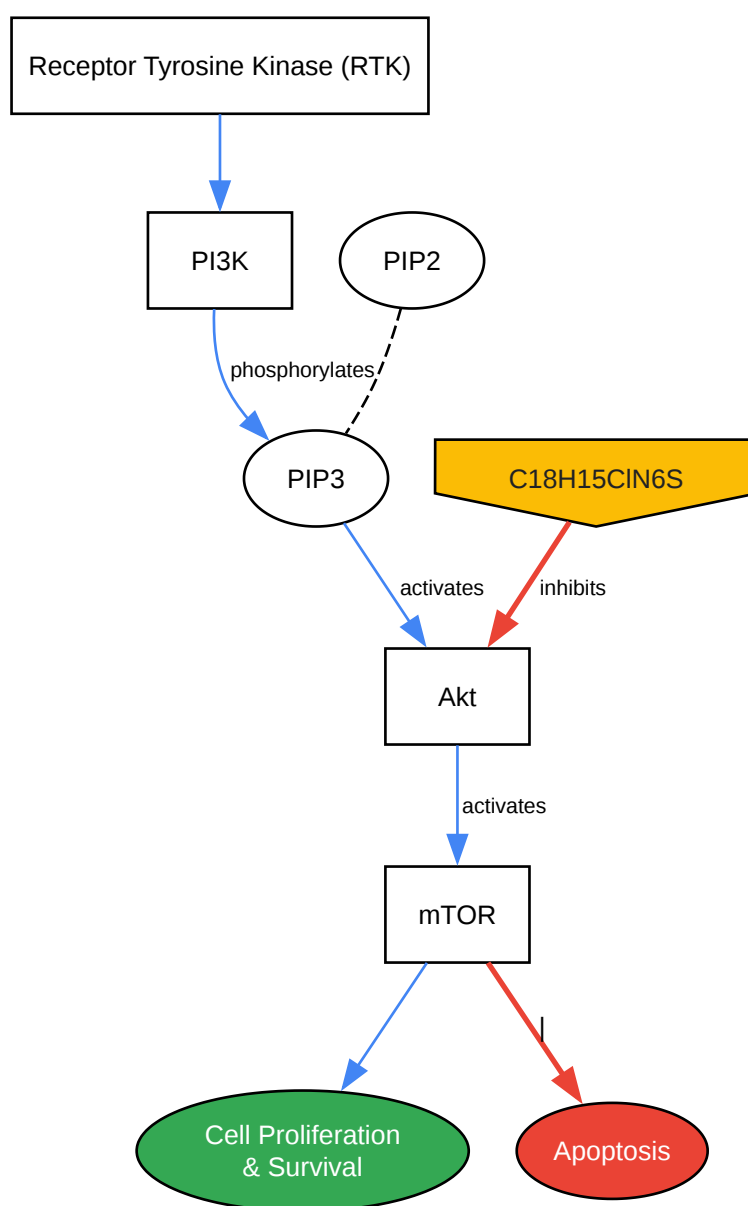 Receptor Tyrosine Kinase (RTK)
PI3K
PIP2
phosphorylates
PIP3
C18H15ClN6S
activates
inhibits
Akt
activates
mTOR
|
Cell Proliferation
& Survival
Apoptosis